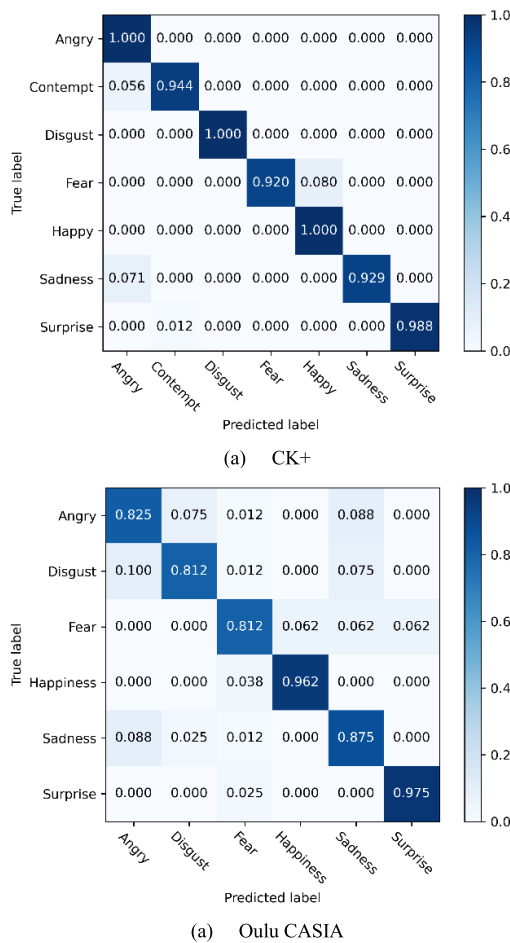 Angry 1.000 0.000 0.000 0.000 0.000 0.000 0.000
Contempt 0.056 0.944 0.000 0.000 0.000 0.000 0.000
Disgust 0.000 0.000 1.000 0.000 0.000 0.000 0.000
Fear 0.000 0.000 0.000 0.920 0.080 0.000 0.000
Happy 0.000 0.000 0.000 0.000 1.000 0.000 0.000
Sadness 0.071 0.000 0.000 0.000 0.000 0.929 0.000
Surprise 0.000 0.012 0.000 0.000 0.000 0.000 0.988
True label
Angry Contempt Disgust Fear Happy Sadness Surprise
Predicted label
1.0
0.8
0.6
0.4
0.2
0.0
(a) CK+
Angry 0.825 0.075 0.012 0.000 0.088 0.000
Disgust 0.100 0.812 0.012 0.000 0.075 0.000
Fear 0.000 0.000 0.812 0.062 0.062 0.062
Happiness 0.000 0.000 0.038 0.962 0.000 0.000
Sadness 0.088 0.025 0.012 0.000 0.875 0.000
Surprise 0.000 0.000 0.025 0.000 0.000 0.975
True label
Angry Disgust Fear Happiness Sadness Surprise
Predicted label
1.0
0.8
0.6
0.4
0.2
0.0
(a) Oulu CASIA